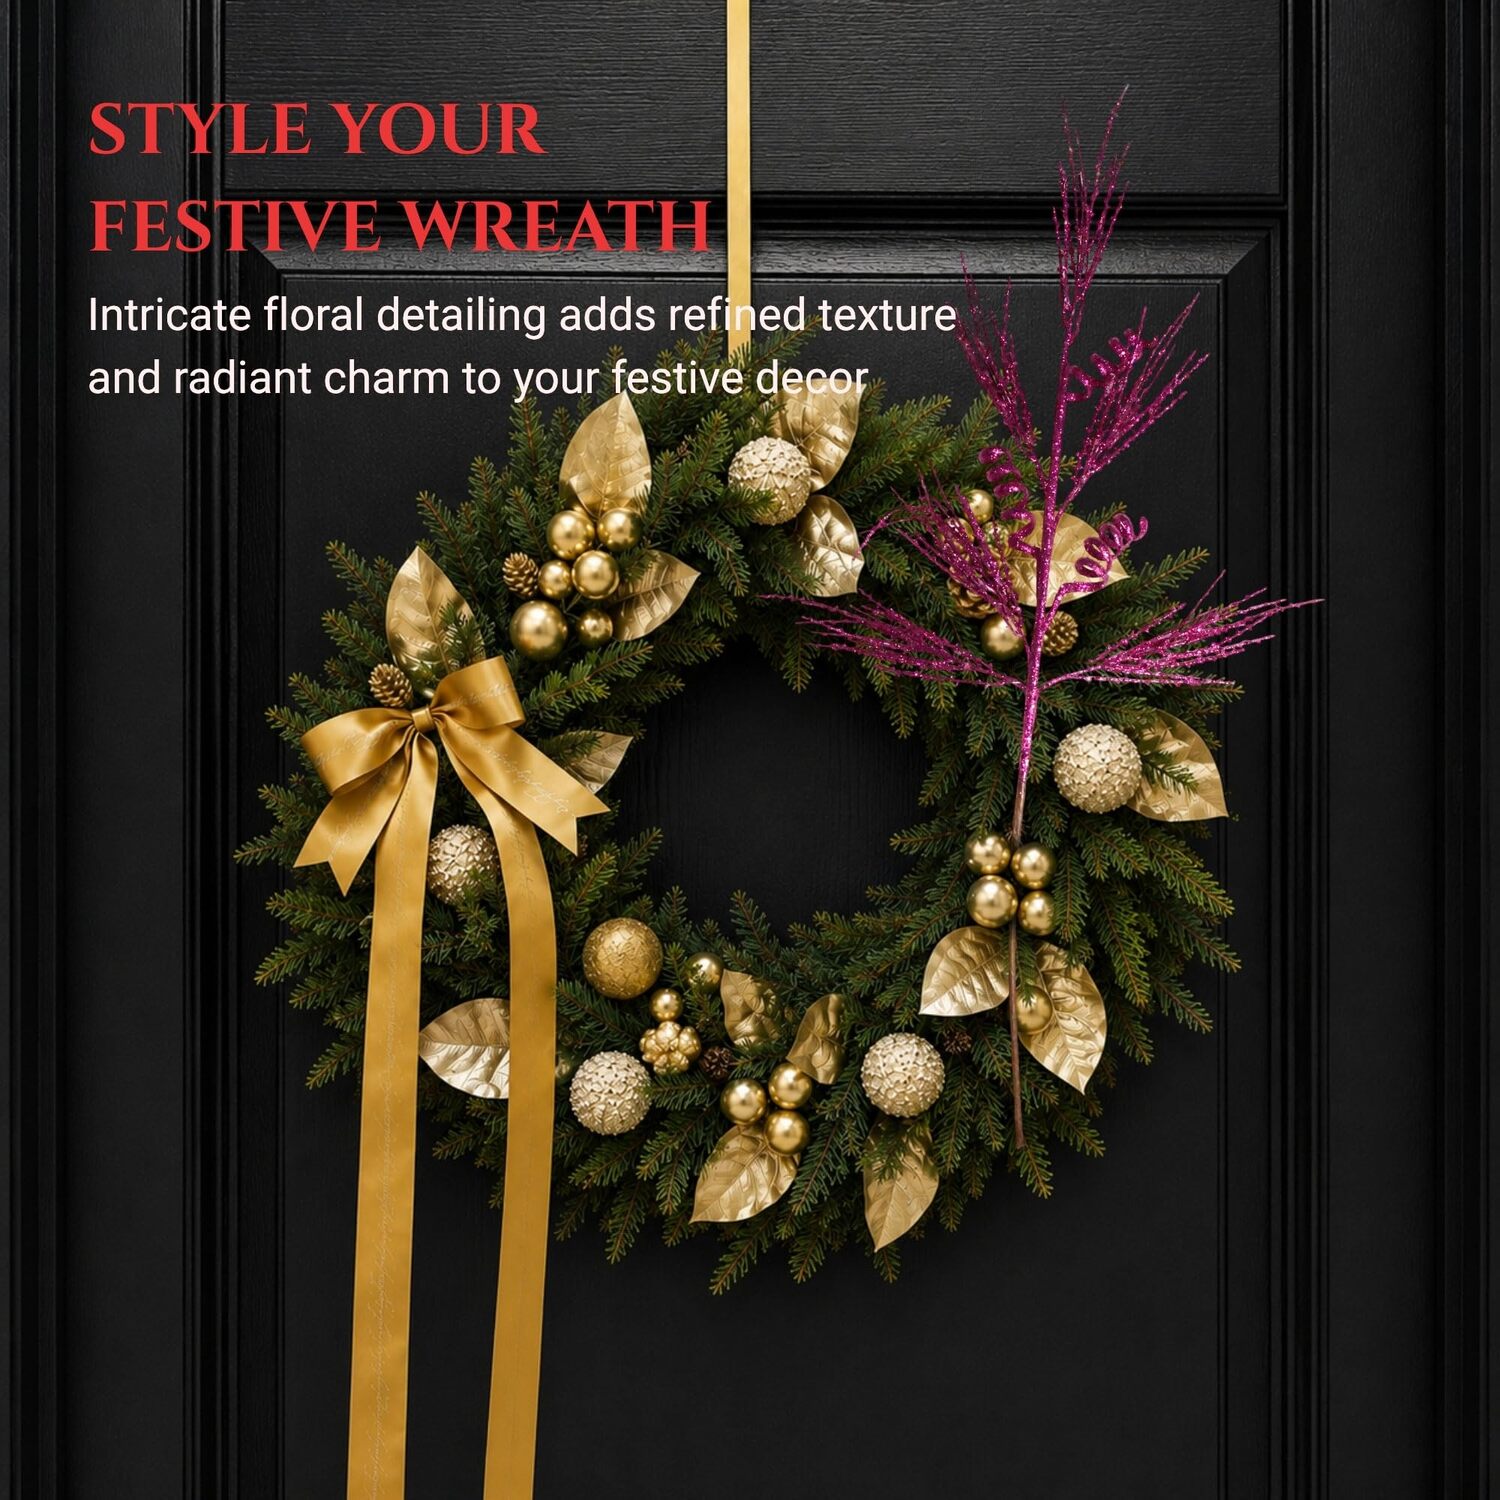 STYLE YOUR
FESTIVE WREATH
Intricate floral detailing adds refined texture
and radiant charm to your festive decor